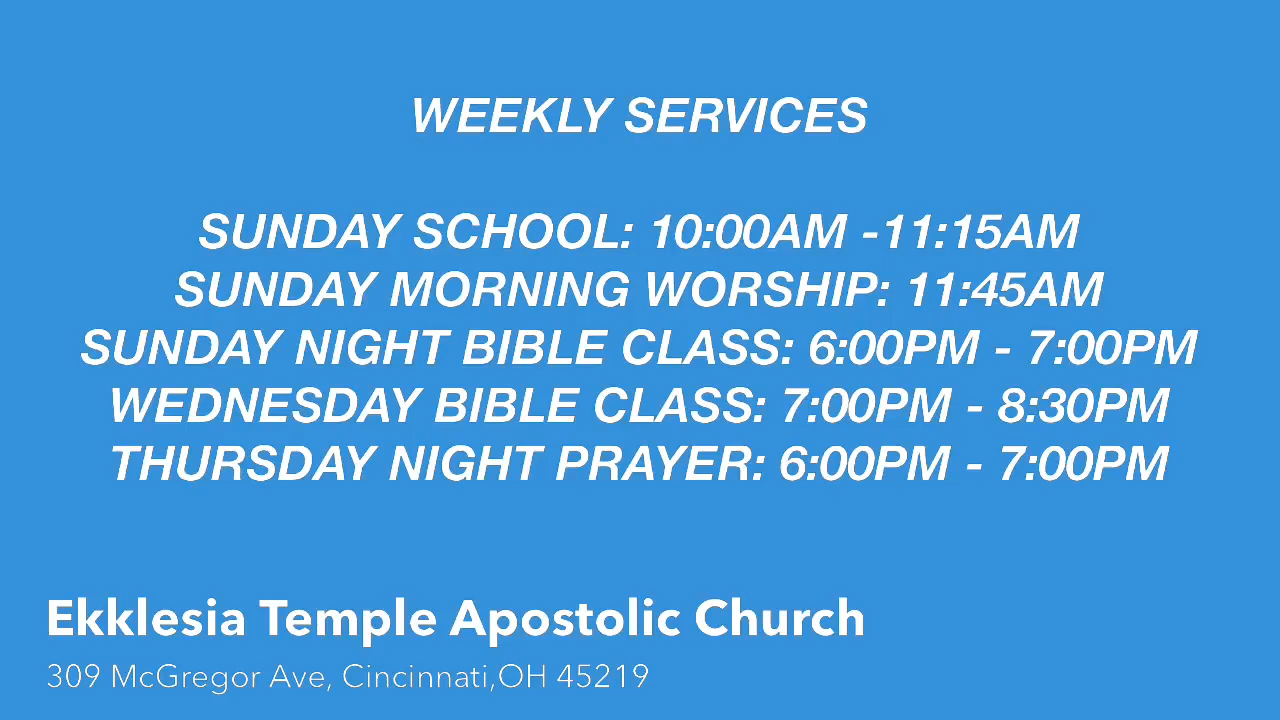 WEEKLY SERVICES
SUNDAY SCHOOL: 10:00AM -11:15AM
SUNDAY MORNING WORSHIP: 11:45AM
SUNDAY NIGHT BIBLE CLASS: 6:00PM - 7:00PM
WEDNESDAY BIBLE CLASS: 7:00PM - 8:30PM
THURSDAY NIGHT PRAYER: 6:00PM - 7:00PM
Ekklesia Temple Apostolic Church
309 McGregor Ave, Cincinnati,OH 45219